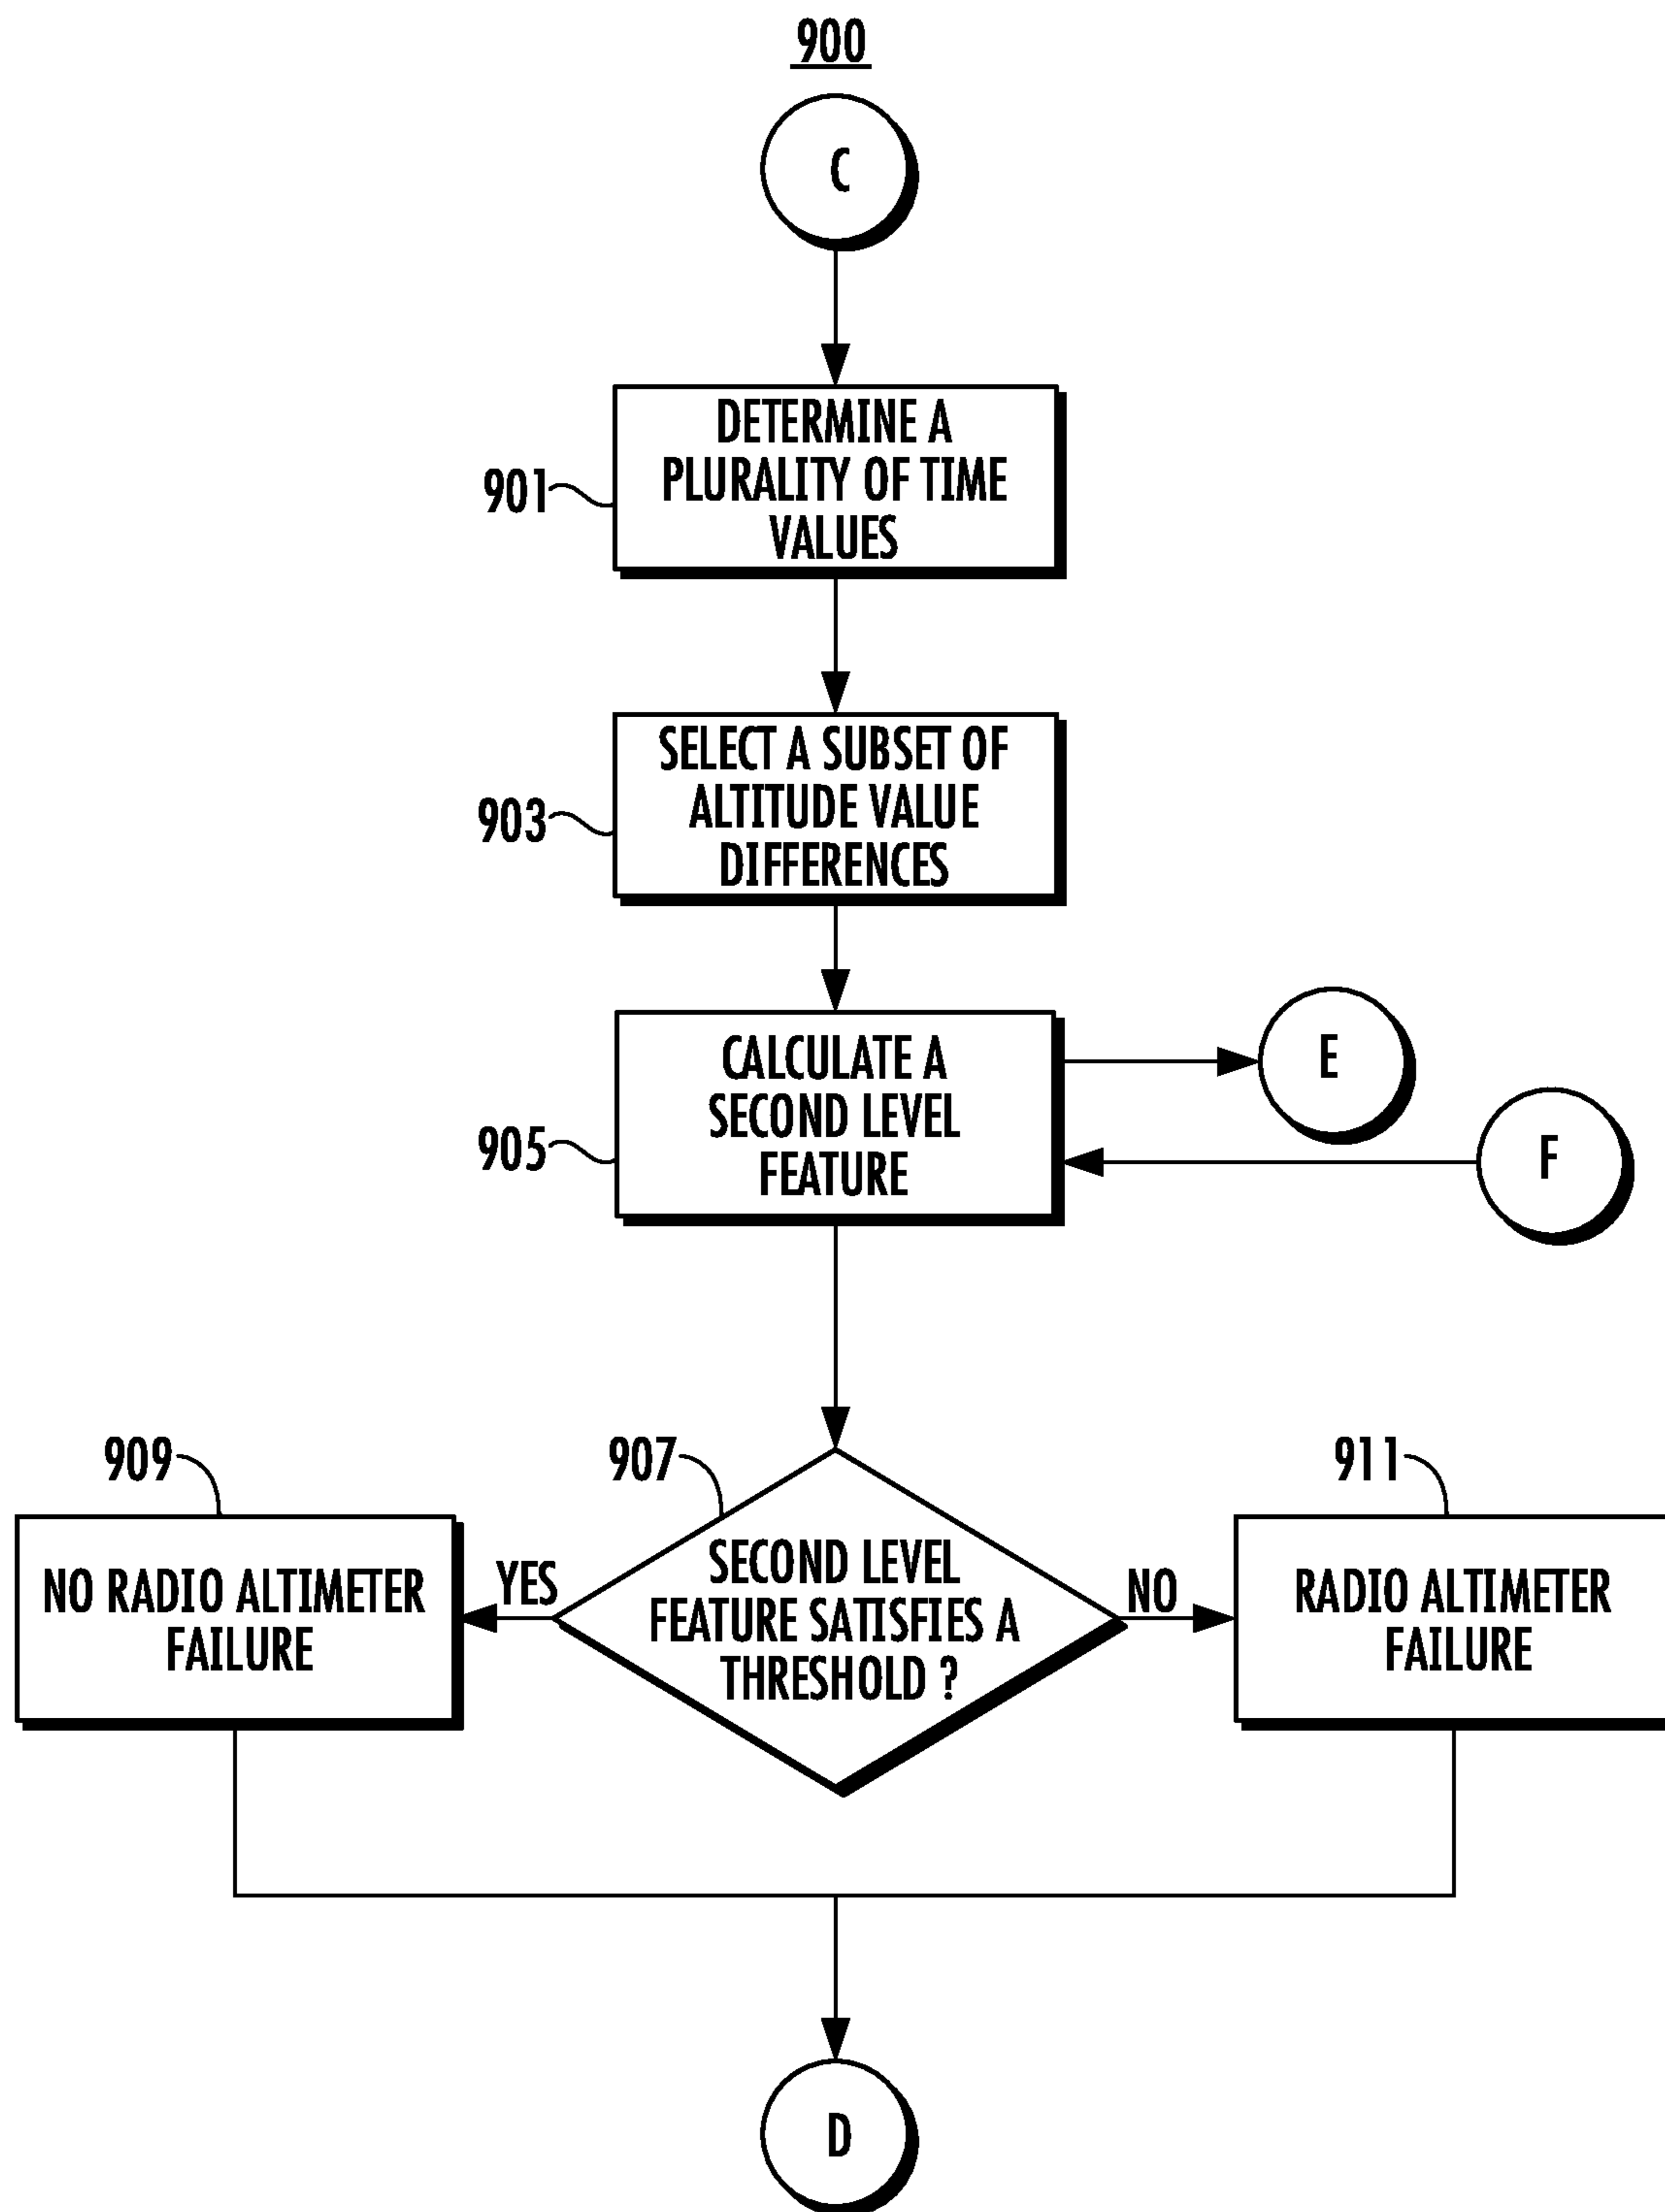 900
C
901
DETERMINE A
PLURALITY OF TIME
VALUES
903
SELECT A SUBSET OF
ALTITUDE VALUE
DIFFERENCES
905
CALCULATE A
SECOND LEVEL
FEATURE
E
F
909
907
911
NO RADIO ALTIMETER
FAILURE
YES
SECOND LEVEL
FEATURE SATISFIES A
THRESHOLD ?
NO
RADIO ALTIMETER
FAILURE
D